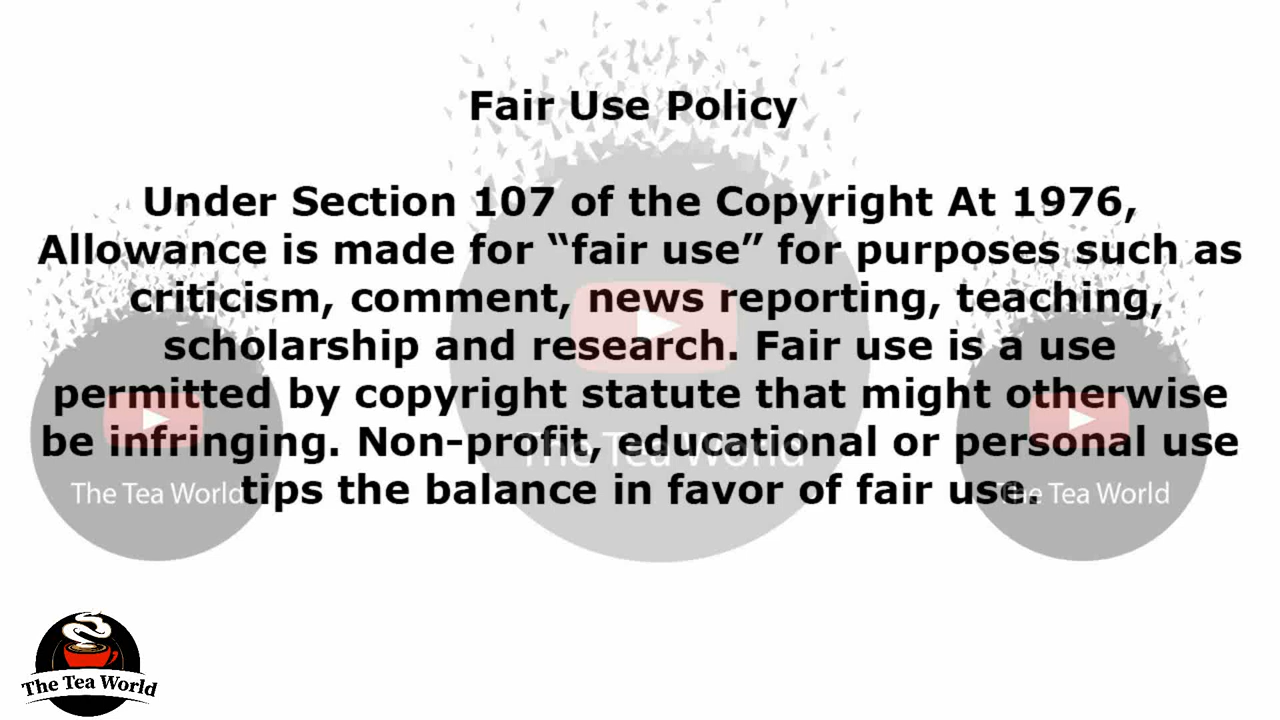 Fair Use Policy
Under Section 107 of the Copyright At 1976,
Allowance is made for “fair use” for purposes such as
criticism, comment, news reporting, teaching,
scholarship and research. Fair use is a use
permitted by copyright statute that might otherwise
be infringing. Non-profit, educational or personal use
tips the balance in favor of fair use.
The Tea World
The Tea World
The Tea World
The Tea World